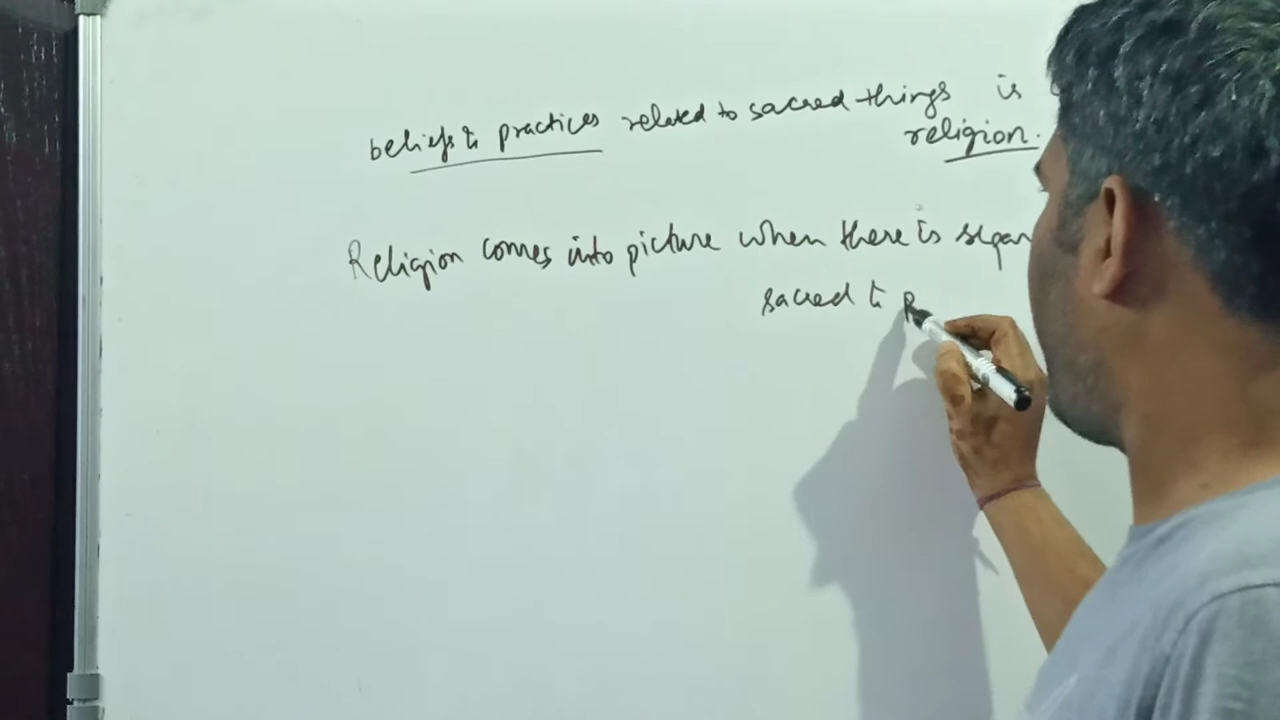 beliefs & practices related to sacred things is
religion.
Religion comes into picture when there is separ
sacred &